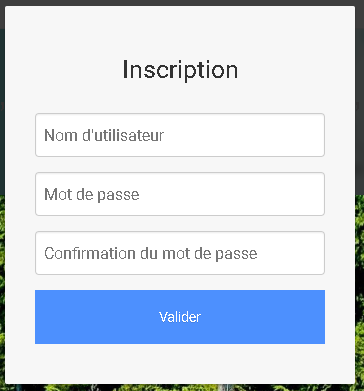 Inscription
Nom d'utilisateur
Mot de passe
Confirmation du mot de passe
Valider